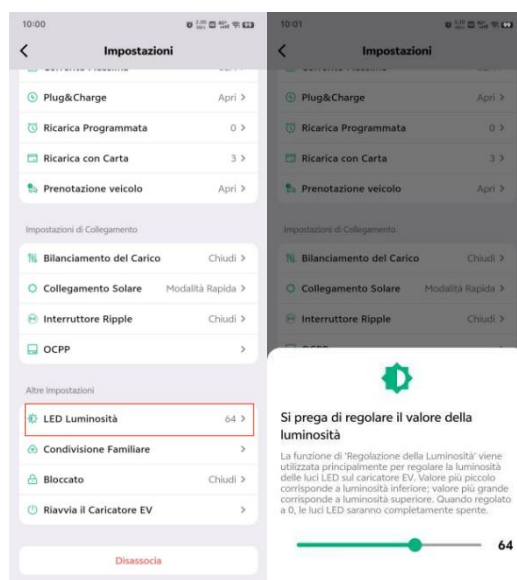 10:00
Impostazioni
Plug&Charge Apri >
Ricarica Programmata 0 >
Ricarica con Carta 3 >
Prenotazione veicolo Apri >
Impostazioni di Collegamento
Bilanciamento del Carico Chiudi >
Collegamento Solare Modalità Rapida >
Interruttore Ripple Chiudi >
OCPP >
Altre Impostazioni
LED Luminosità 64 >
Condivisione Familiare >
Bloccato Chiudi >
Riavvia il Caricatore EV >
Disassocia
10:01
Impostazioni
Plug&Charge Apri >
Ricarica Programmata 0 >
Ricarica con Carta 3 >
Prenotazione veicolo Apri >
Impostazioni di Collegamento
Bilanciamento del Carico Chiudi >
Collegamento Solare Modalità Rapida >
Interruttore Ripple Chiudi >
OCPP
Si prega di regolare il valore della
luminosità
La funzione di 'Regolazione della Luminosità' viene
utilizzata principalmente per regolare la luminosità
delle luci LED sul caricatore EV. Valore più piccolo
corrisponde a luminosità inferiore; valore più grande
corrisponde a luminosità superiore. Quando regolato
a 0, le luci LED saranno completamente spente.
64